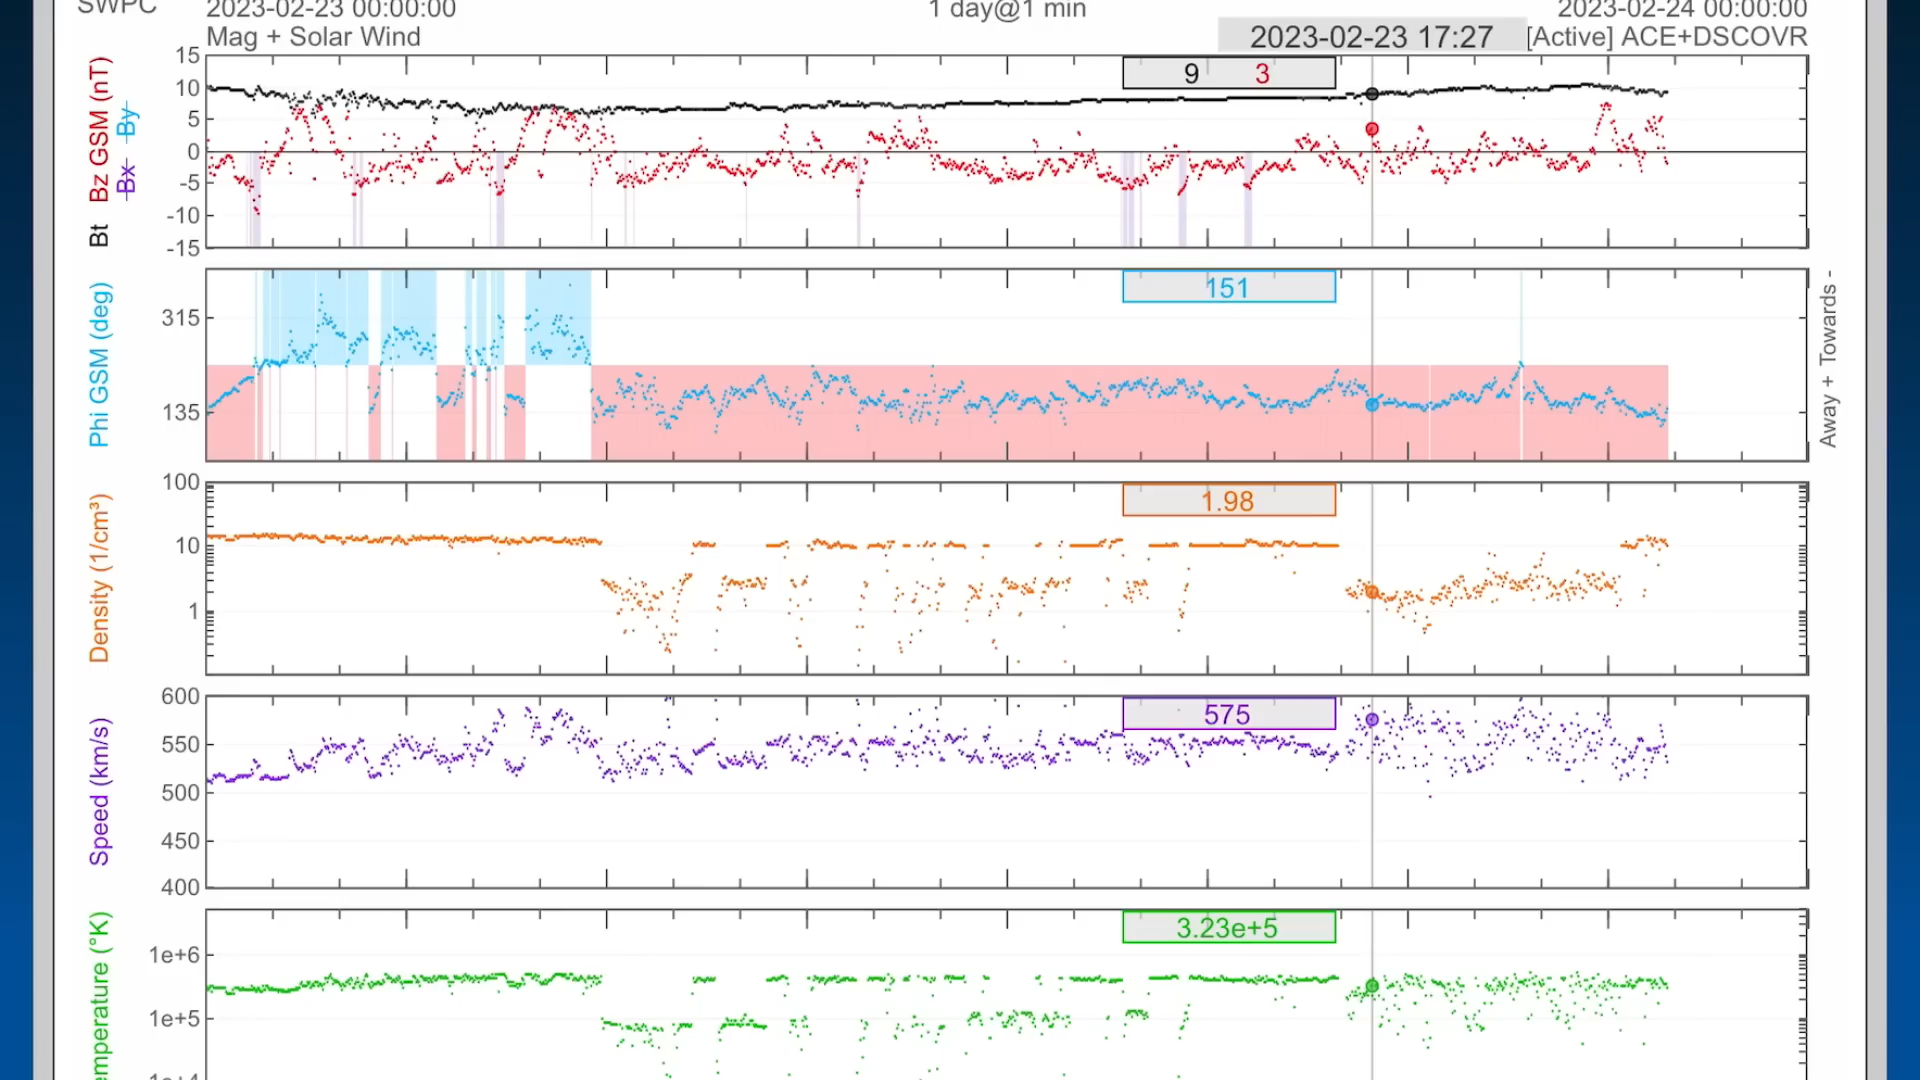 SWPC
2023-02-23 00:00:00
1 day@1 min
2023-02-24 00:00:00
Mag + Solar Wind
2023-02-23 17:27
[Active] ACE+DSCOVR
Bt Bz GSM (nT)
Bx By
15
10
5
0
-5
-10
-15
9 3
Phi GSM (deg)
315
135
151
Away + Towards -
Density (1/cm³)
100
10
1
1.98
Speed (km/s)
600
550
500
450
400
575
emperature (°K)
1e+6
1e+5
1e+4
3.23e+5